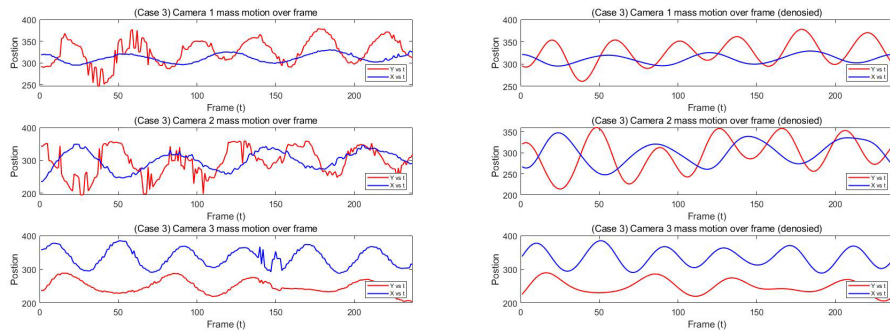 (Case 3) Camera 1 mass motion over frame
400
350
300
250
Postion
0
50
100
150
200
Frame (t)
Y vs t
X vs t
(Case 3) Camera 2 mass motion over frame
400
300
200
Postion
0
50
100
150
200
Frame (t)
Y vs t
X vs t
(Case 3) Camera 3 mass motion over frame
400
300
200
Postion
0
50
100
150
200
Frame (t)
Y vs t
X vs t
(Case 3) Camera 1 mass motion over frame (denosied)
400
350
300
250
Postion
0
50
100
150
200
Frame (t)
Y vs t
X vs t
(Case 3) Camera 2 mass motion over frame (denosied)
350
300
250
200
Postion
0
50
100
150
200
Frame (t)
Y vs t
X vs t
(Case 3) Camera 3 mass motion over frame (denosied)
400
300
200
Postion
0
50
100
150
200
Frame (t)
Y vs t
X vs t